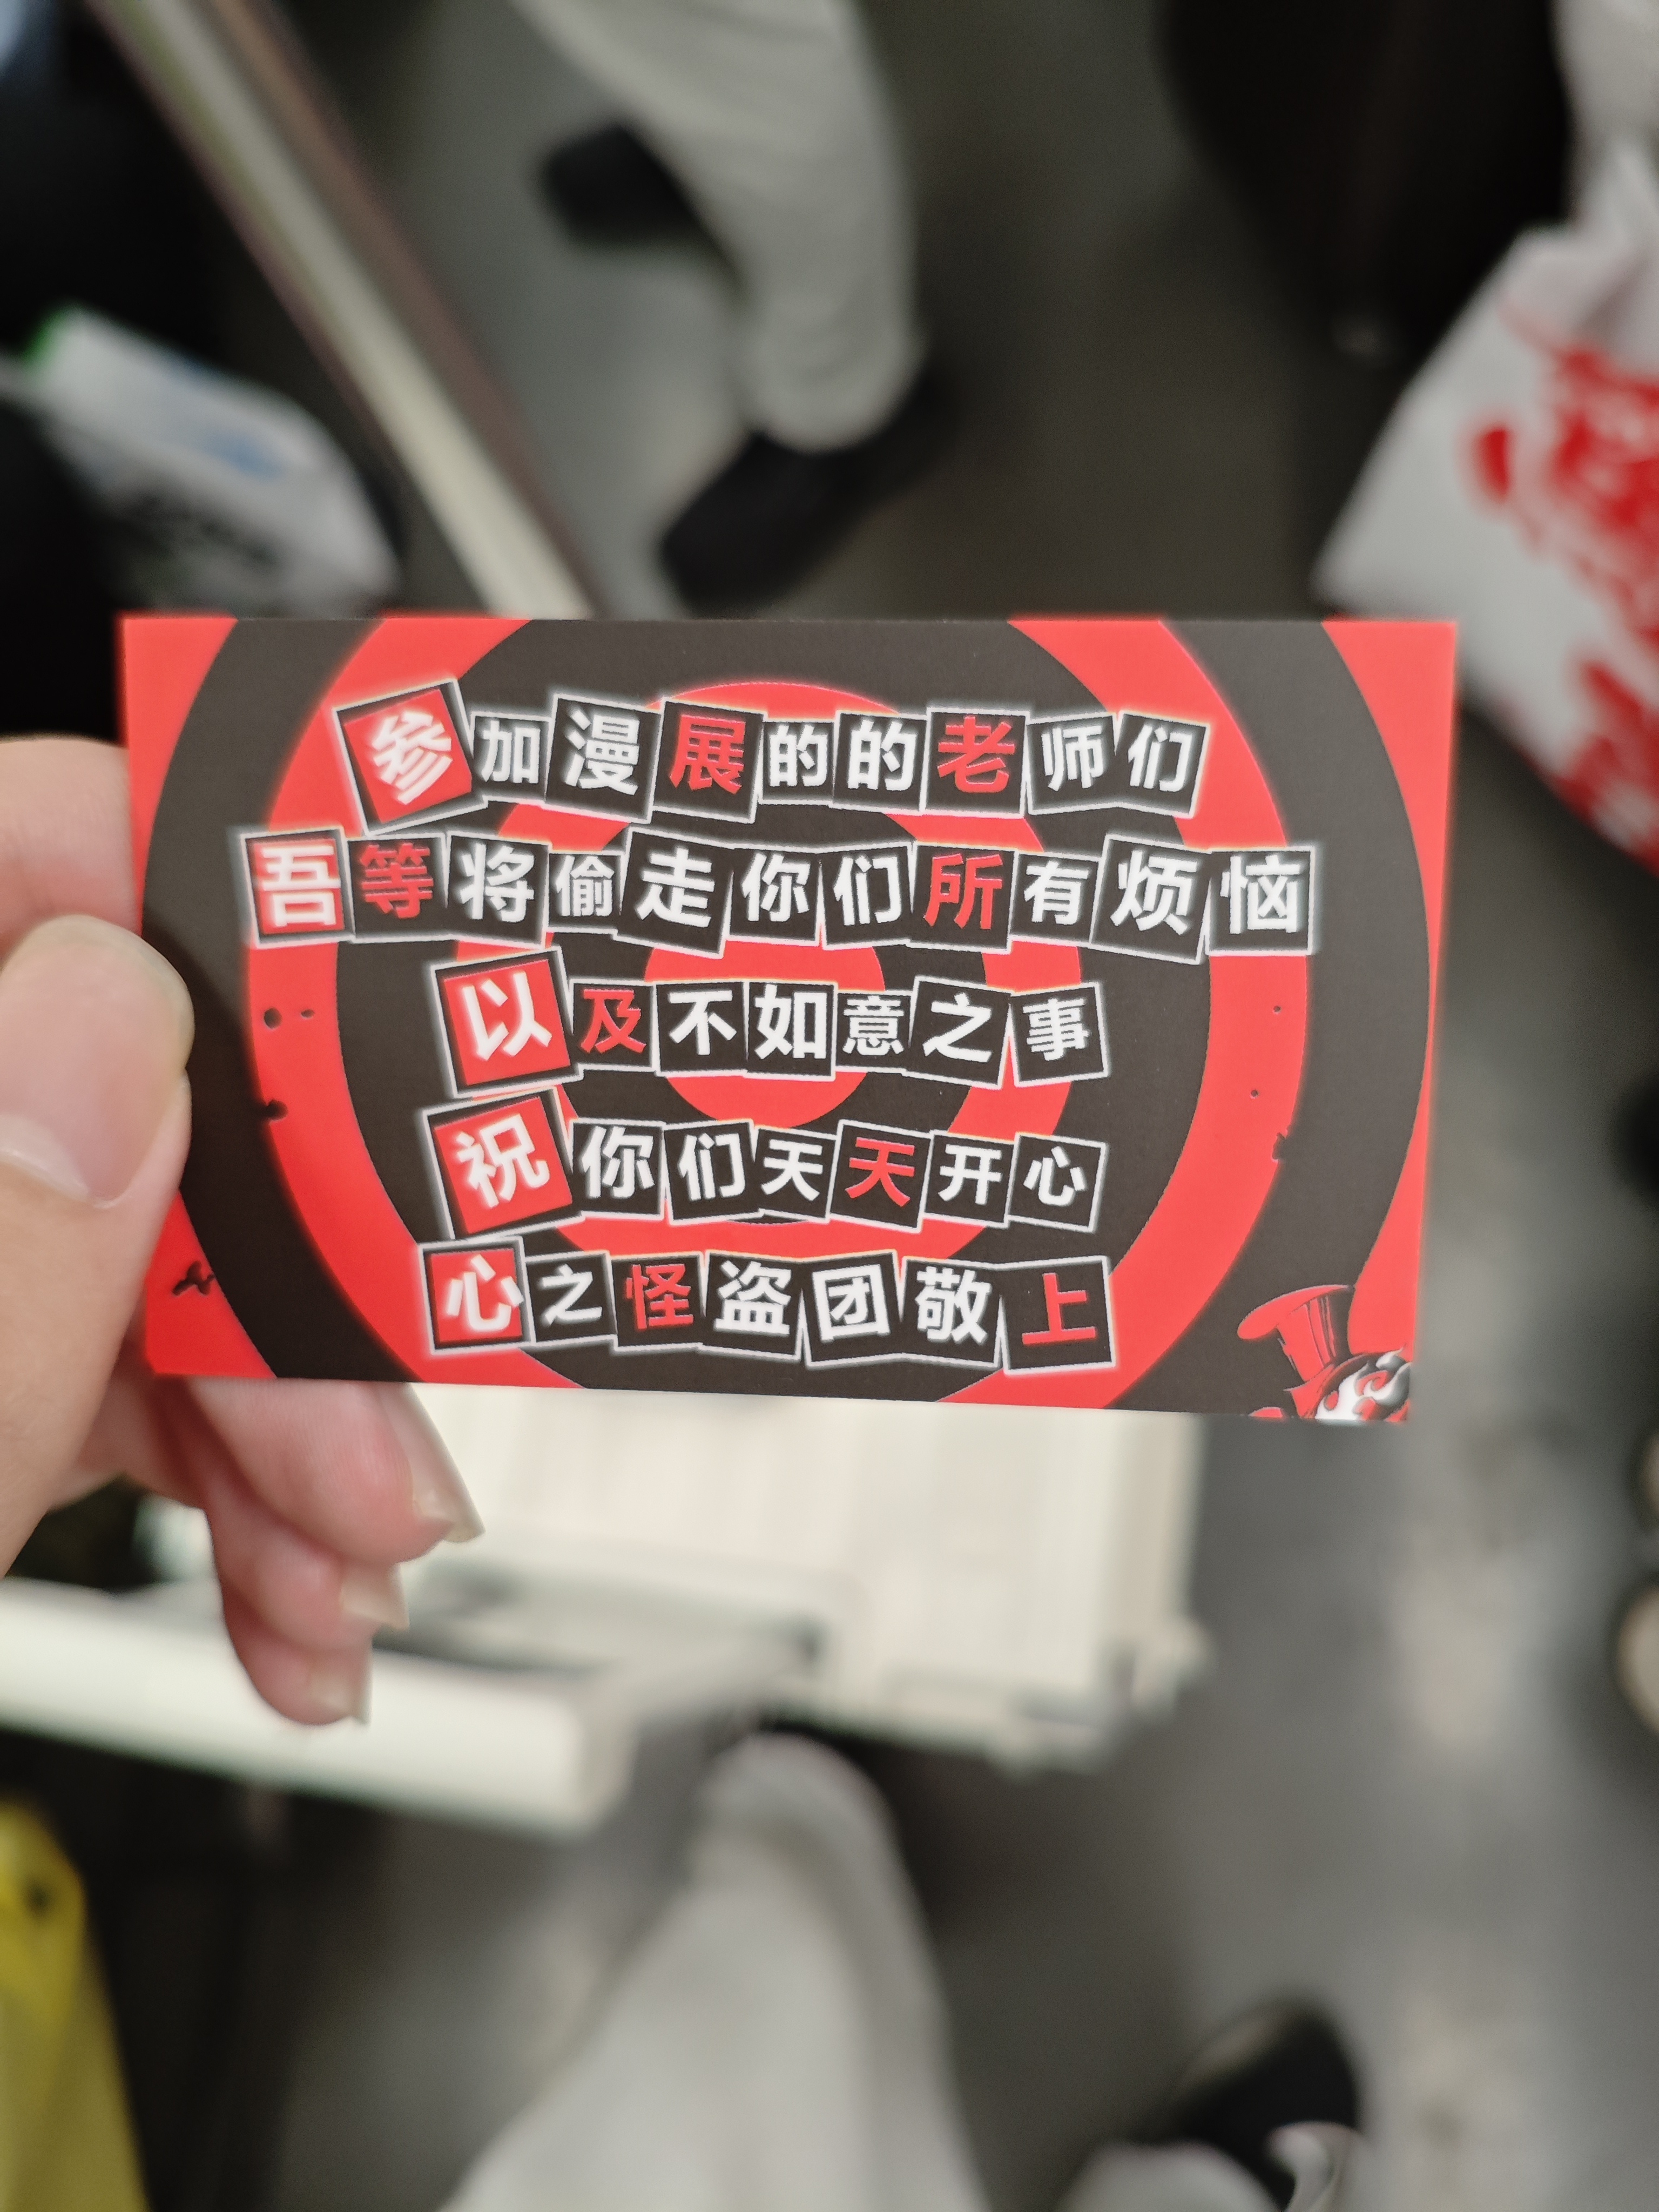 参加漫展的的老师们
吾等将偷走你们所有烦恼
以及不如意之事
祝你们天天开心
心之怪盗团敬上